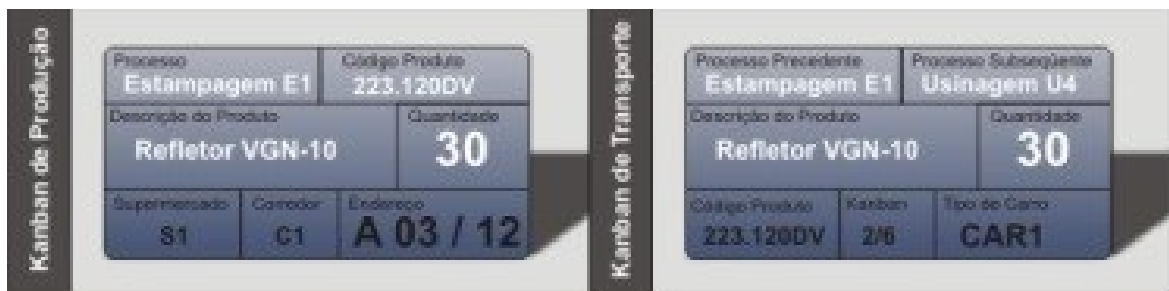 Kanban de Produção
Processo
Estampagem E1
Código Produto
223.120DV
Descrição do Produto
Refletor VGN-10
Quantidade
30
Supermercado
S1
Corredor
C1
Endereço
A 03 / 12
Kanban de Transporte
Processo Precedente
Estampagem E1
Processo Subseqüente
Usinagem U4
Descrição do Produto
Refletor VGN-10
Quantidade
30
Código Produto
223.120DV
Kanban
2/6
Tipo de Carro
CAR1